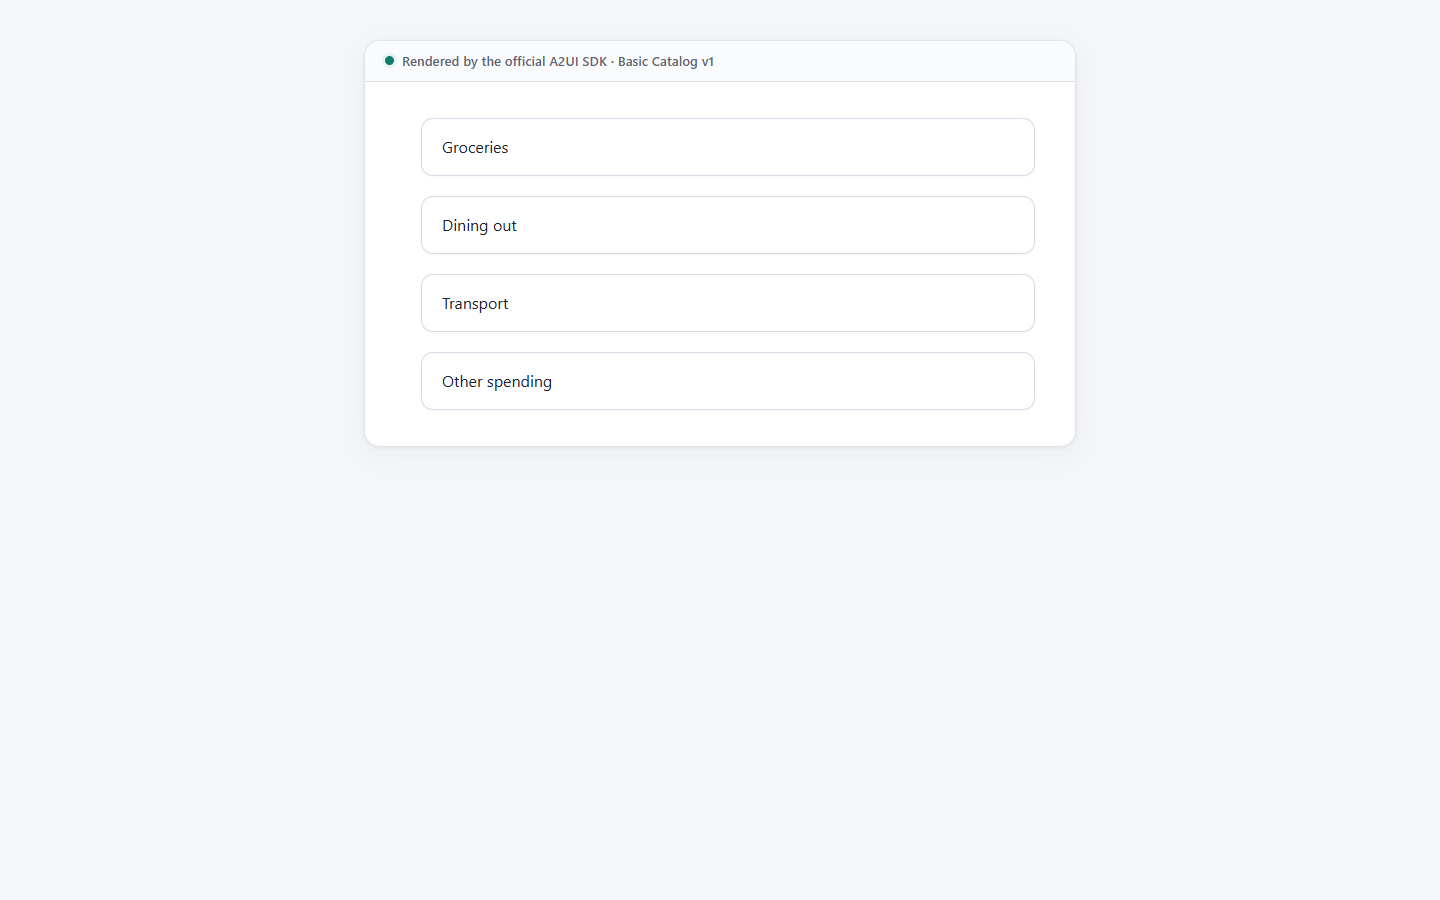 Rendered by the official A2UI SDK · Basic Catalog v1
Groceries
Dining out
Transport
Other spending